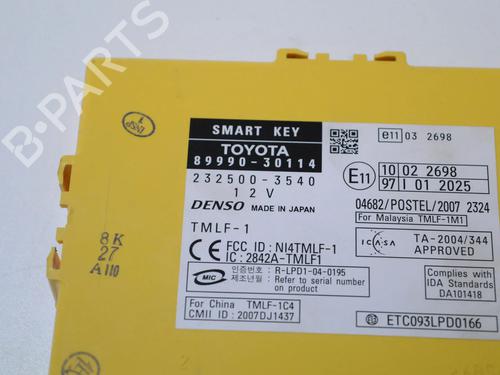 B-PARTS
SMART KEY
TOYOTA
89990-30114
232500-3540
12V
DENSO MADE IN JAPAN
TMLF-1
CE FCC ID : NI4TMLF-1
IC : 2842A-TMLF1
MIC 인증번호 : R-LPD1-04-0195
제조년월 : Refer to serial number on product
For China TMLF-1C4
CMII ID : 2007DJ1437
e11 03 2698
E11 10 02 2698
97 I 01 2025
04682/POSTEL/2007 2324
For Malaysia TMLF-1M1
ICASA TA-2004/344
APPROVED
Complies with
IDA Standards
DA101418
ETC093LPD0166
8K
27
A110